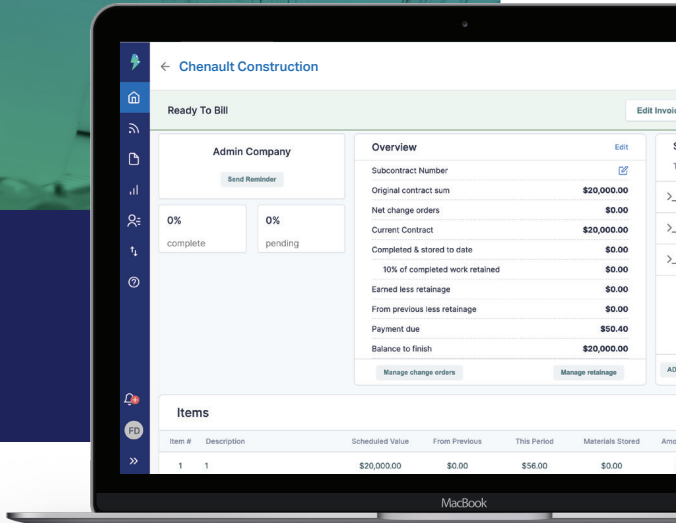 ← Chenault Construction
Ready To Bill
Edit Invoic
Admin Company
Send Reminder
0%
complete
0%
pending
Overview
Edit
Subcontract Number
Original contract sum $20,000.00
Net change orders $0.00
Current Contract $20,000.00
Completed & stored to date $0.00
10% of completed work retained $0.00
Earned less retainage $0.00
From previous less retainage $0.00
Payment due $50.40
Balance to finish $20,000.00
Manage change orders
Manage retainage
S
T
AD
FD
Items
Item # Description Scheduled Value From Previous This Period Materials Stored Amo
1 1 $20,000.00 $0.00 $56.00 $0.00
MacBook